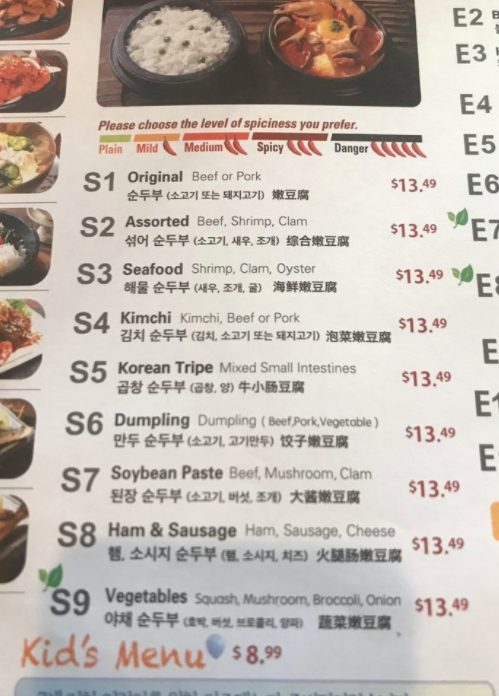 Please choose the level of spiciness you prefer.
Plain Mild Medium Spicy Danger
S1 Original Beef or Pork $13.49
순두부 (소고기 또는 돼지고기) 嫩豆腐
S2 Assorted Beef, Shrimp, Clam $13.49
섞어 순두부 (소고기, 새우, 조개) 综合嫩豆腐
S3 Seafood Shrimp, Clam, Oyster $13.49
해물 순두부 (새우, 조개, 굴) 海鲜嫩豆腐
S4 Kimchi Kimchi, Beef or Pork $13.49
김치 순두부 (김치, 소고기 또는 돼지고기) 泡菜嫩豆腐
S5 Korean Tripe Mixed Small Intestines $13.49
곱창 순두부 (곱창, 양) 牛小肠豆腐
S6 Dumpling Dumpling ( Beef,Pork,Vegetable ) $13.49
만두 순두부 (소고기, 고기만두) 饺子嫩豆腐
S7 Soybean Paste Beef, Mushroom, Clam $13.49
된장 순두부 (소고기, 버섯, 조개) 大酱嫩豆腐
S8 Ham & Sausage Ham, Sausage, Cheese $13.49
햄, 소시지 순두부 (햄, 소시지, 치즈) 火腿肠嫩豆腐
S9 Vegetables Squash, Mushroom, Broccoli, Onion $13.49
야채 순두부 (호박, 버섯, 브로콜리, 양파) 蔬菜嫩豆腐
Kid's Menu $8.99
E2
E3
E4
E5
E6
E7
E8